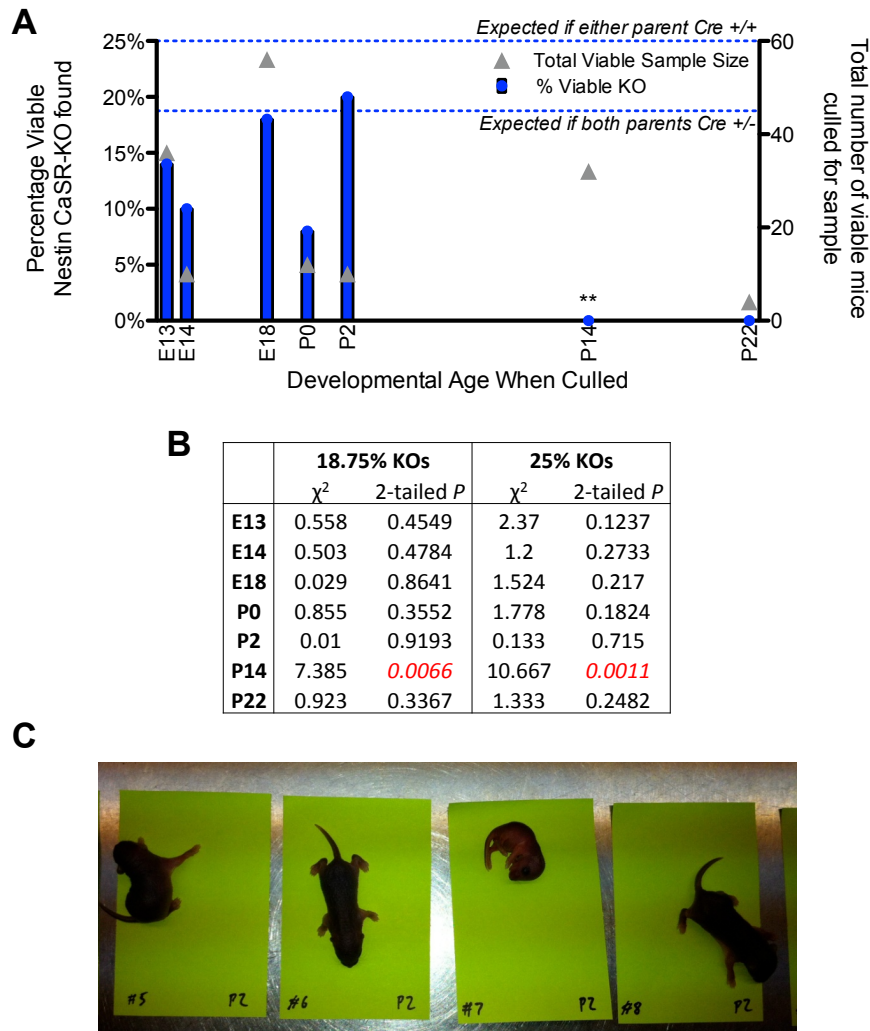 A
Expected if either parent Cre +/+
Total Viable Sample Size
% Viable KO
Expected if both parents Cre +/-
25%
20%
15%
10%
5%
0%
60
40
20
0
Percentage Viable
Nestin CaSR-KO found
Total number of viable mice
culled for sample
**
E13
E14
E18
P0
P2
P14
P22
Developmental Age When Culled
B
18.75% KOs 25% KOs
χ² 2-tailed P χ² 2-tailed P
E13 0.558 0.4549 2.37 0.1237
E14 0.503 0.4784 1.2 0.2733
E18 0.029 0.8641 1.524 0.217
P0 0.855 0.3552 1.778 0.1824
P2 0.01 0.9193 0.133 0.715
P14 7.385 0.0066 10.667 0.0011
P22 0.923 0.3367 1.333 0.2482
C
#5 P2
#6 P2
#7 P2
#8 P2